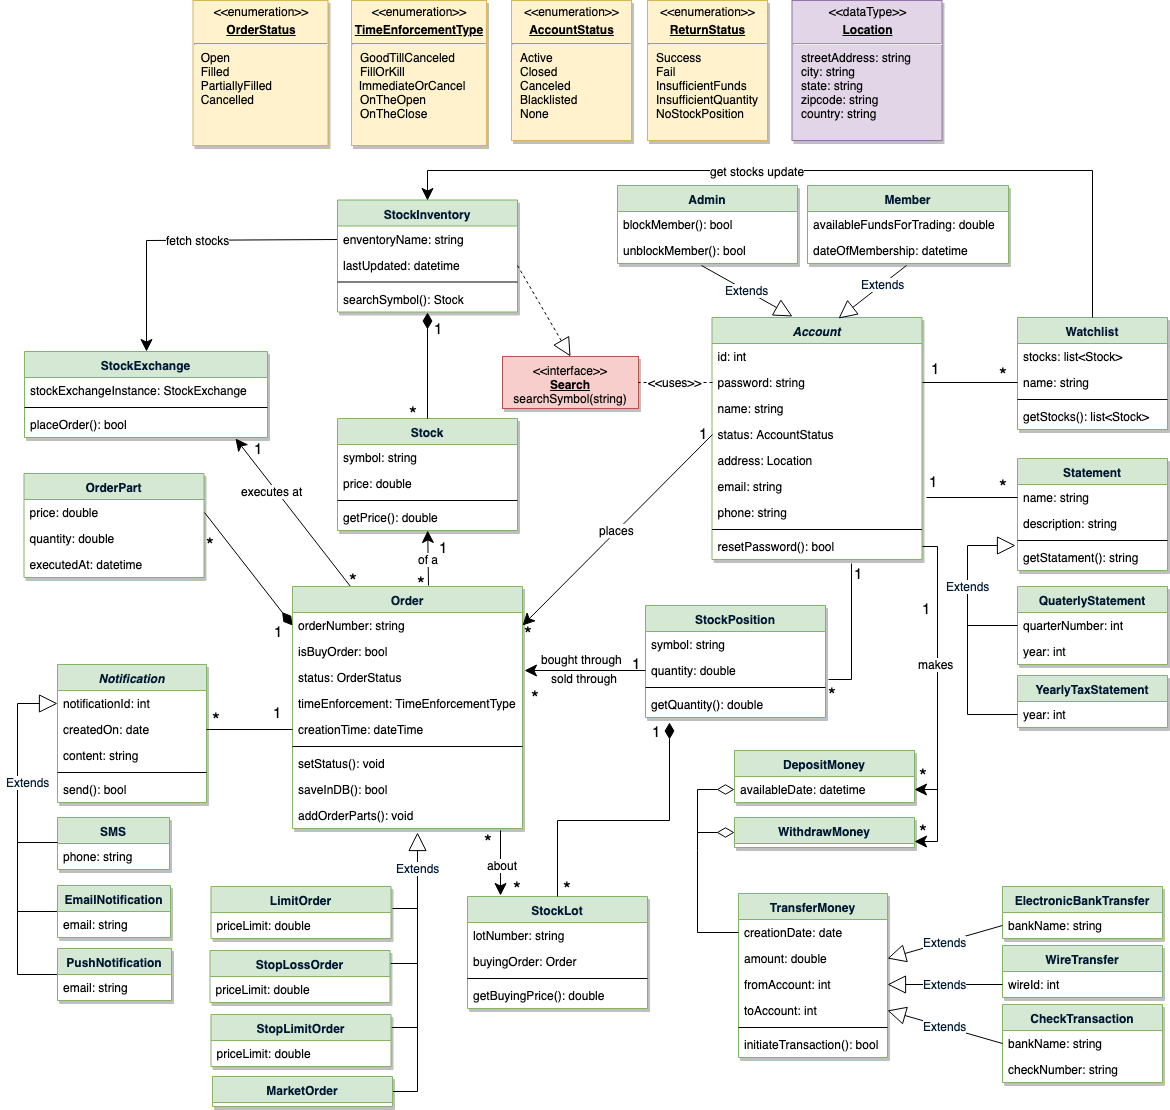 <<enumeration>>
OrderStatus
Open
Filled
PartiallyFilled
Cancelled
<<enumeration>>
TimeEnforcementType
GoodTillCanceled
FillOrKill
ImmediateOrCancel
OnTheOpen
OnTheClose
<<enumeration>>
AccountStatus
Active
Closed
Canceled
Blacklisted
None
<<enumeration>>
ReturnStatus
Success
Fail
InsufficientFunds
InsufficientQuantity
NoStockPosition
<<dataType>>
Location
streetAddress: string
city: string
state: string
zipcode: string
country: string
get stocks update
StockInventory
enventoryName: string
lastUpdated: datetime
searchSymbol(): Stock
fetch stocks
Admin
blockMember(): bool
unblockMember(): bool
Member
availableFundsForTrading: double
dateOfMembership: datetime
Extends
Extends
1
StockExchange
stockExchangeInstance: StockExchange
placeOrder(): bool
<<interface>>
Search
searchSymbol(string)
<<uses>>
Account
id: int
password: string
name: string
status: AccountStatus
address: Location
email: string
phone: string
resetPassword(): bool
1
*
Watchlist
stocks: list<Stock>
name: string
getStocks(): list<Stock>
*
Stock
symbol: string
price: double
getPrice(): double
1
1
executes at
places
1
*
Statement
name: string
description: string
getStatament(): string
OrderPart
price: double
quantity: double
executedAt: datetime
*
1
of a
*
*
1
Extends
QuaterlyStatement
quarterNumber: int
year: int
YearlyTaxStatement
year: int
Order
orderNumber: string
isBuyOrder: bool
status: OrderStatus
timeEnforcement: TimeEnforcementType
creationTime: dateTime
setStatus(): void
saveInDB(): bool
addOrderParts(): void
1
*
StockPosition
symbol: string
quantity: double
getQuantity(): double
bought through
sold through
1
*
*
1
1
makes
Notification
notificationId: int
createdOn: date
content: string
send(): bool
*
1
Extends
SMS
phone: string
EmailNotification
email: string
PushNotification
email: string
DepositMoney
availableDate: datetime
*
WithdrawMoney
*
Extends
*
about
*
*
LimitOrder
priceLimit: double
StopLossOrder
priceLimit: double
StopLimitOrder
priceLimit: double
MarketOrder
StockLot
lotNumber: string
buyingOrder: Order
getBuyingPrice(): double
TransferMoney
creationDate: date
amount: double
fromAccount: int
toAccount: int
initiateTransaction(): bool
Extends
Extends
Extends
ElectronicBankTransfer
bankName: string
WireTransfer
wireId: int
CheckTransaction
bankName: string
checkNumber: string